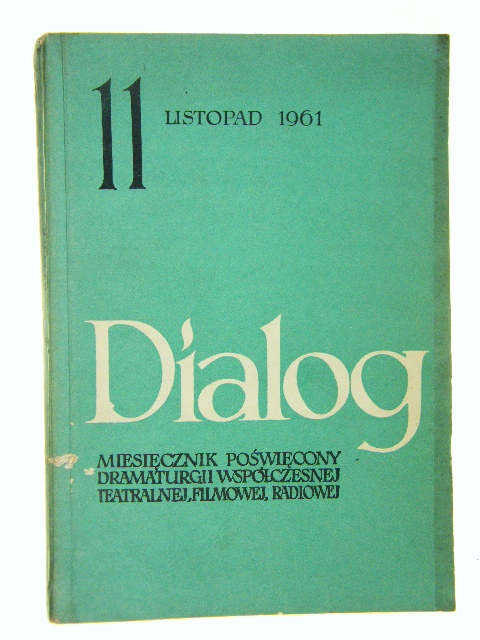 11
LISTOPAD 1961
Dialog
MIESIĘCZNIK POŚWIĘCONY
DRAMATURGII WSPÓŁCZESNEJ
TEATRALNEJ, FILMOWEJ, RADIOWEJ